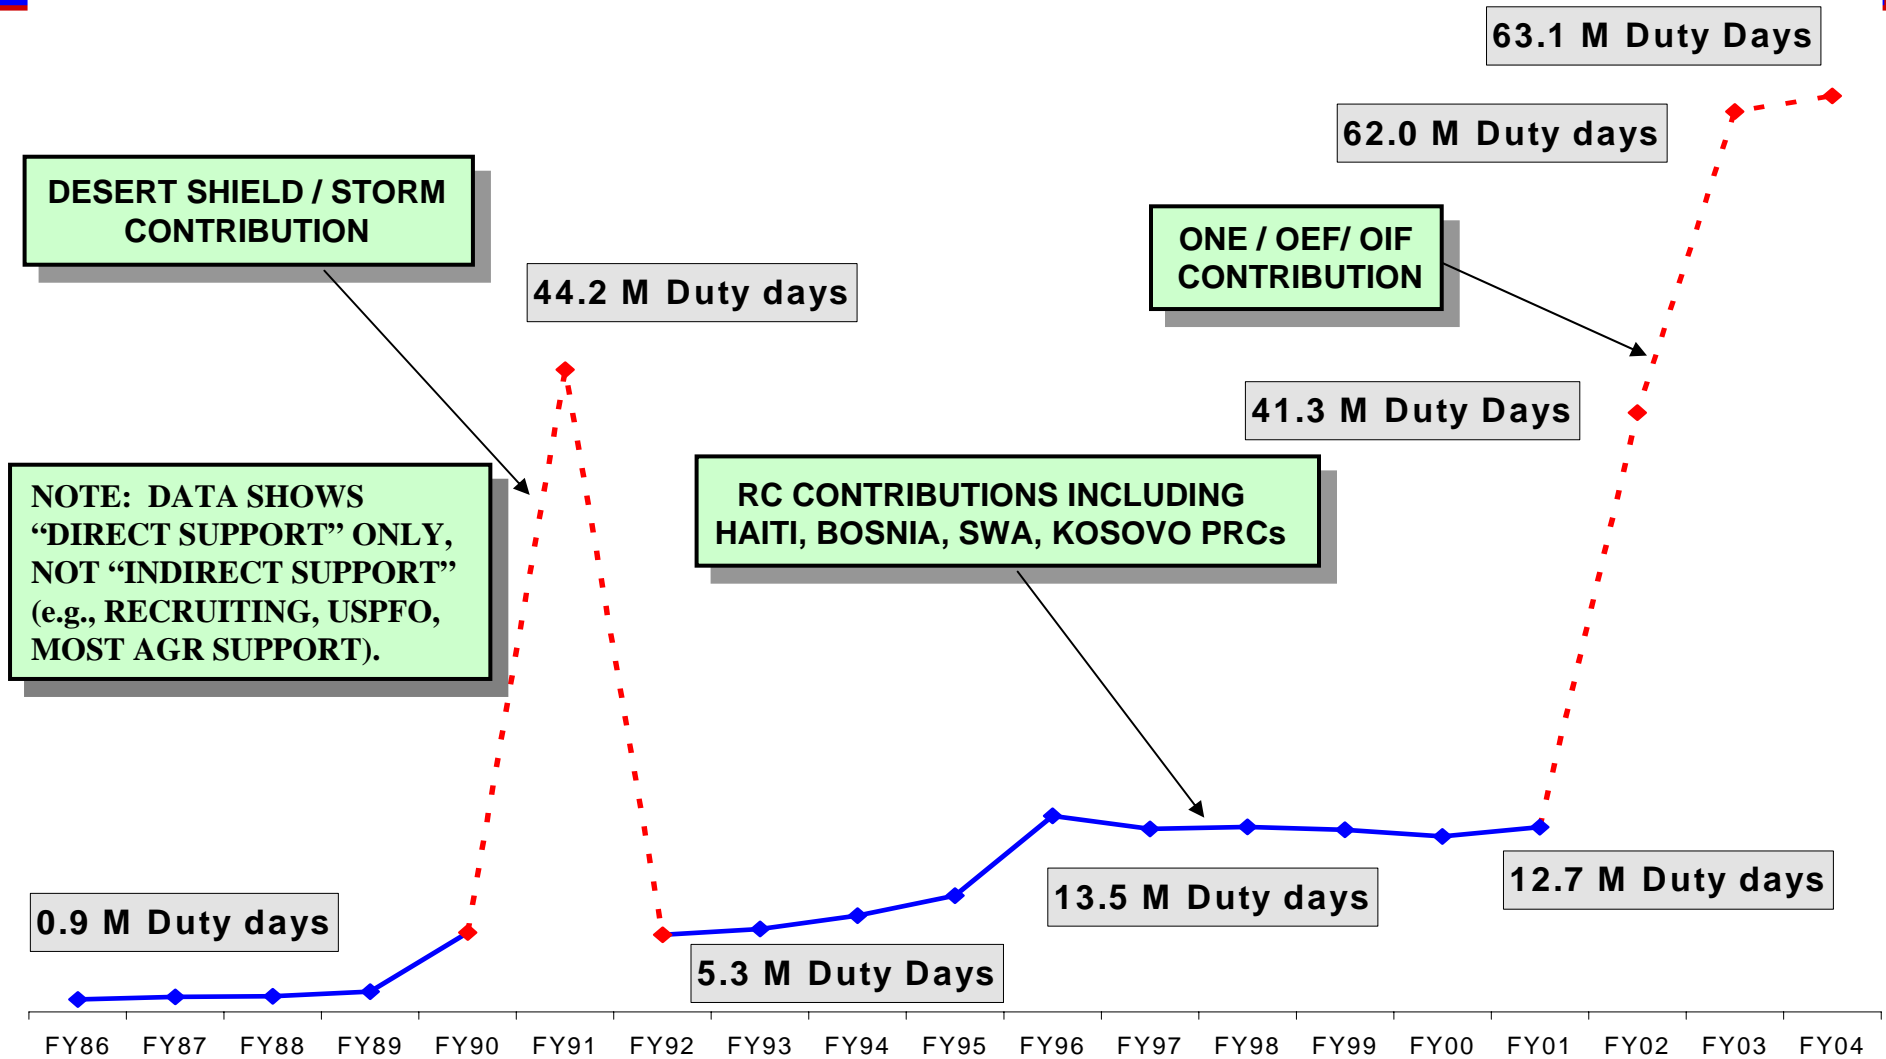 63.1 M Duty Days
62.0 M Duty days
DESERT SHIELD / STORM
CONTRIBUTION
ONE / OEF/ OIF
CONTRIBUTION
44.2 M Duty days
41.3 M Duty Days
NOTE:  DATA SHOWS
“DIRECT SUPPORT” ONLY,
NOT “INDIRECT SUPPORT”
(e.g., RECRUITING, USPFO,
MOST AGR SUPPORT).
RC CONTRIBUTIONS INCLUDING
HAITI, BOSNIA, SWA, KOSOVO PRCs
0.9 M Duty days
5.3 M Duty Days
13.5 M Duty days
12.7 M Duty days
FY86 FY87 FY88 FY89 FY90 FY91 FY92 FY93 FY94 FY95 FY96 FY97 FY98 FY99 FY00 FY01 FY02 FY03 FY04